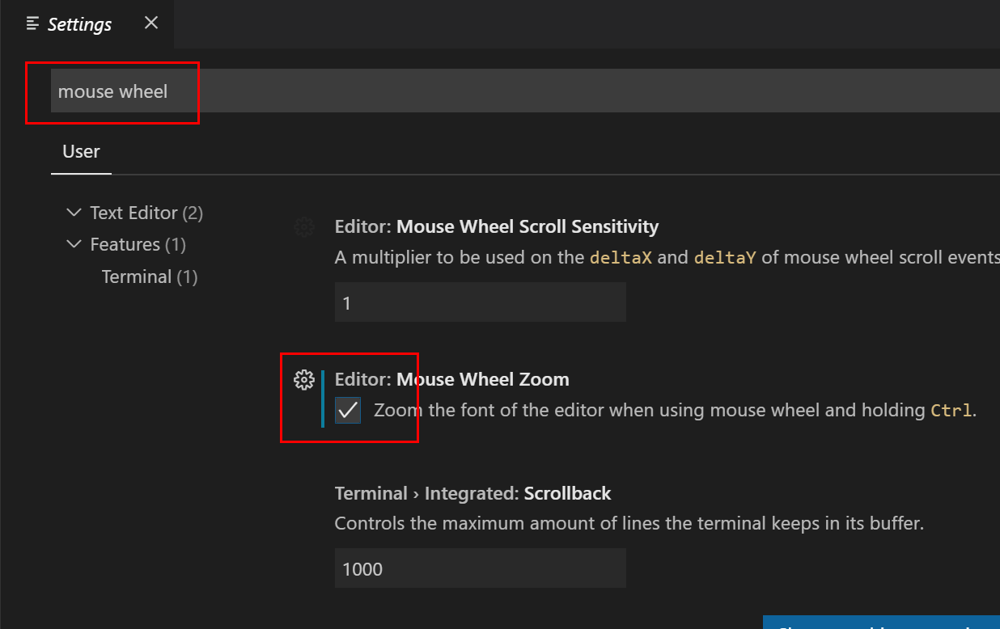 Settings
mouse wheel
User
Text Editor (2)
Features (1)
Terminal (1)
Editor: Mouse Wheel Scroll Sensitivity
A multiplier to be used on the deltaX and deltaY of mouse wheel scroll events
1
Editor: Mouse Wheel Zoom
Zoom the font of the editor when using mouse wheel and holding Ctrl.
Terminal › Integrated: Scrollback
Controls the maximum amount of lines the terminal keeps in its buffer.
1000